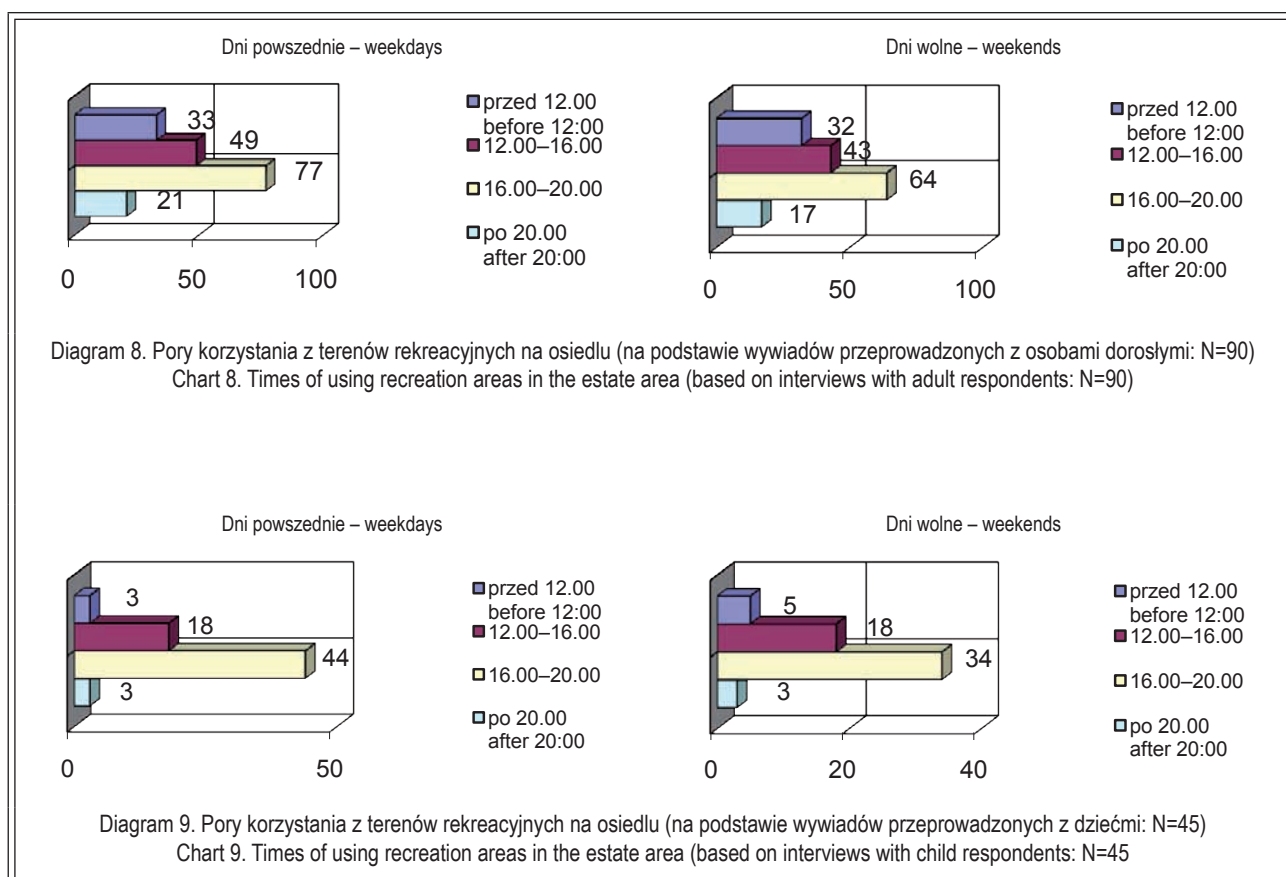 Dni powszednie – weekdays
33
49
77
21
0 50 100
przed 12.00
before 12:00
12.00–16.00
16.00–20.00
po 20.00
after 20:00
Dni wolne – weekends
32
43
64
17
0 50 100
przed 12.00
before 12:00
12.00–16.00
16.00–20.00
po 20.00
after 20:00
Diagram 8. Pory korzystania z terenów rekreacyjnych na osiedlu (na podstawie wywiadów przeprowadzonych z osobami dorosłymi: N=90)
Chart 8. Times of using recreation areas in the estate area (based on interviews with adult respondents: N=90)
Dni powszednie – weekdays
3
18
44
3
0 50
przed 12.00
before 12:00
12.00–16.00
16.00–20.00
po 20.00
after 20:00
Dni wolne – weekends
5
18
34
3
0 20 40
przed 12.00
before 12:00
12.00–16.00
16.00–20.00
po 20.00
after 20:00
Diagram 9. Pory korzystania z terenów rekreacyjnych na osiedlu (na podstawie wywiadów przeprowadzonych z dziećmi: N=45)
Chart 9. Times of using recreation areas in the estate area (based on interviews with child respondents: N=45